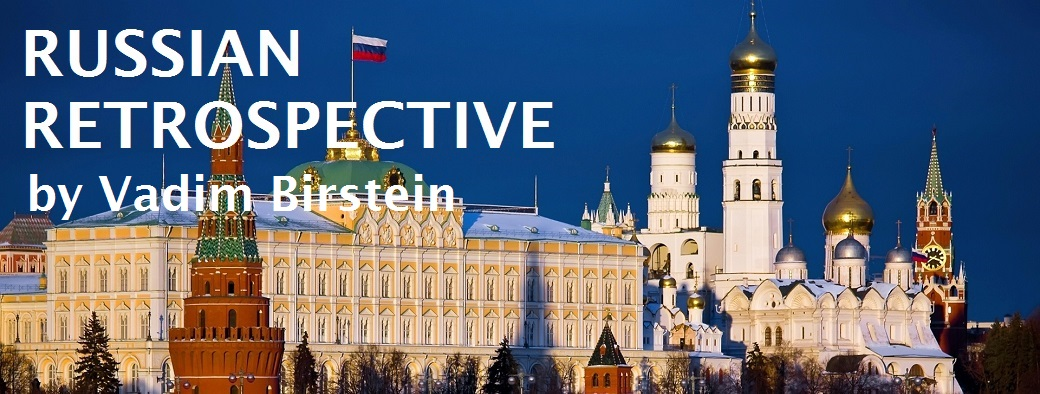 RUSSIAN
RETROSPECTIVE
by Vadim Birstein